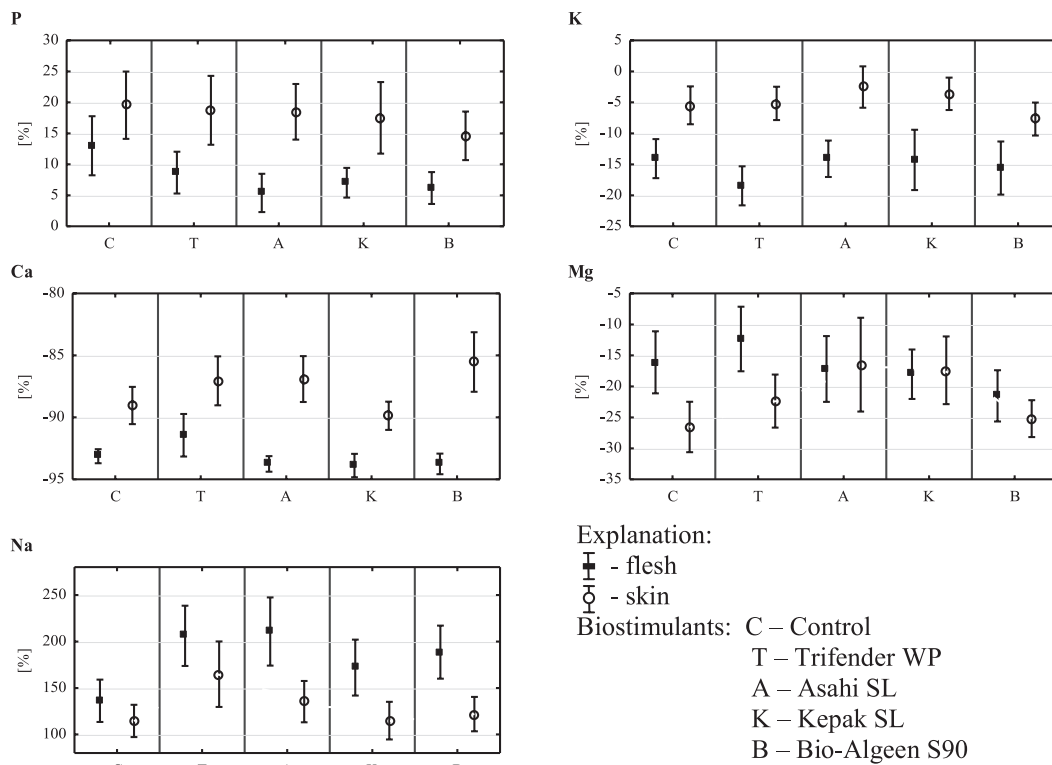 P
30
25
20
15
10
5
0
[%]
C T A K B
K
5
0
-5
-10
-15
-20
-25
[%]
C T A K B
Ca
-80
-85
-90
-95
[%]
C T A K B
Mg
-5
-10
-15
-20
-25
-30
-35
[%]
C T A K B
Na
250
200
150
100
[%]
Explanation:
- flesh
- skin
Biostimulants: C – Control
T – Trifender WP
A – Asahi SL
K – Kepak SL
B – Bio-Algeen S90